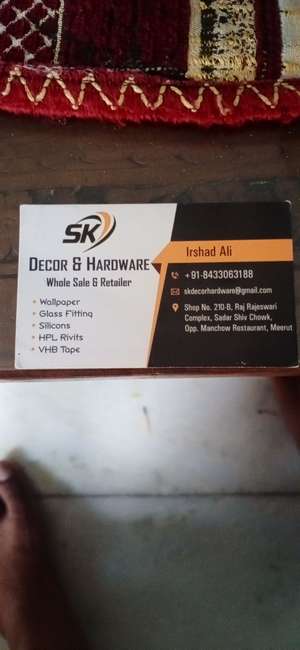 SK
DECOR & HARDWARE
Whole Sale & Retailer
Wallpaper
Glass Fitting
Silicons
HPL Rivits
VHB Tape
Irshad Ali
+91-8433063188
skdecorhardware@gmail.com
Shop No. 210-B, Raj Rajeswari
Complex, Sadar Shiv Chowk,
Opp. Manchow Restaurant, Meerut